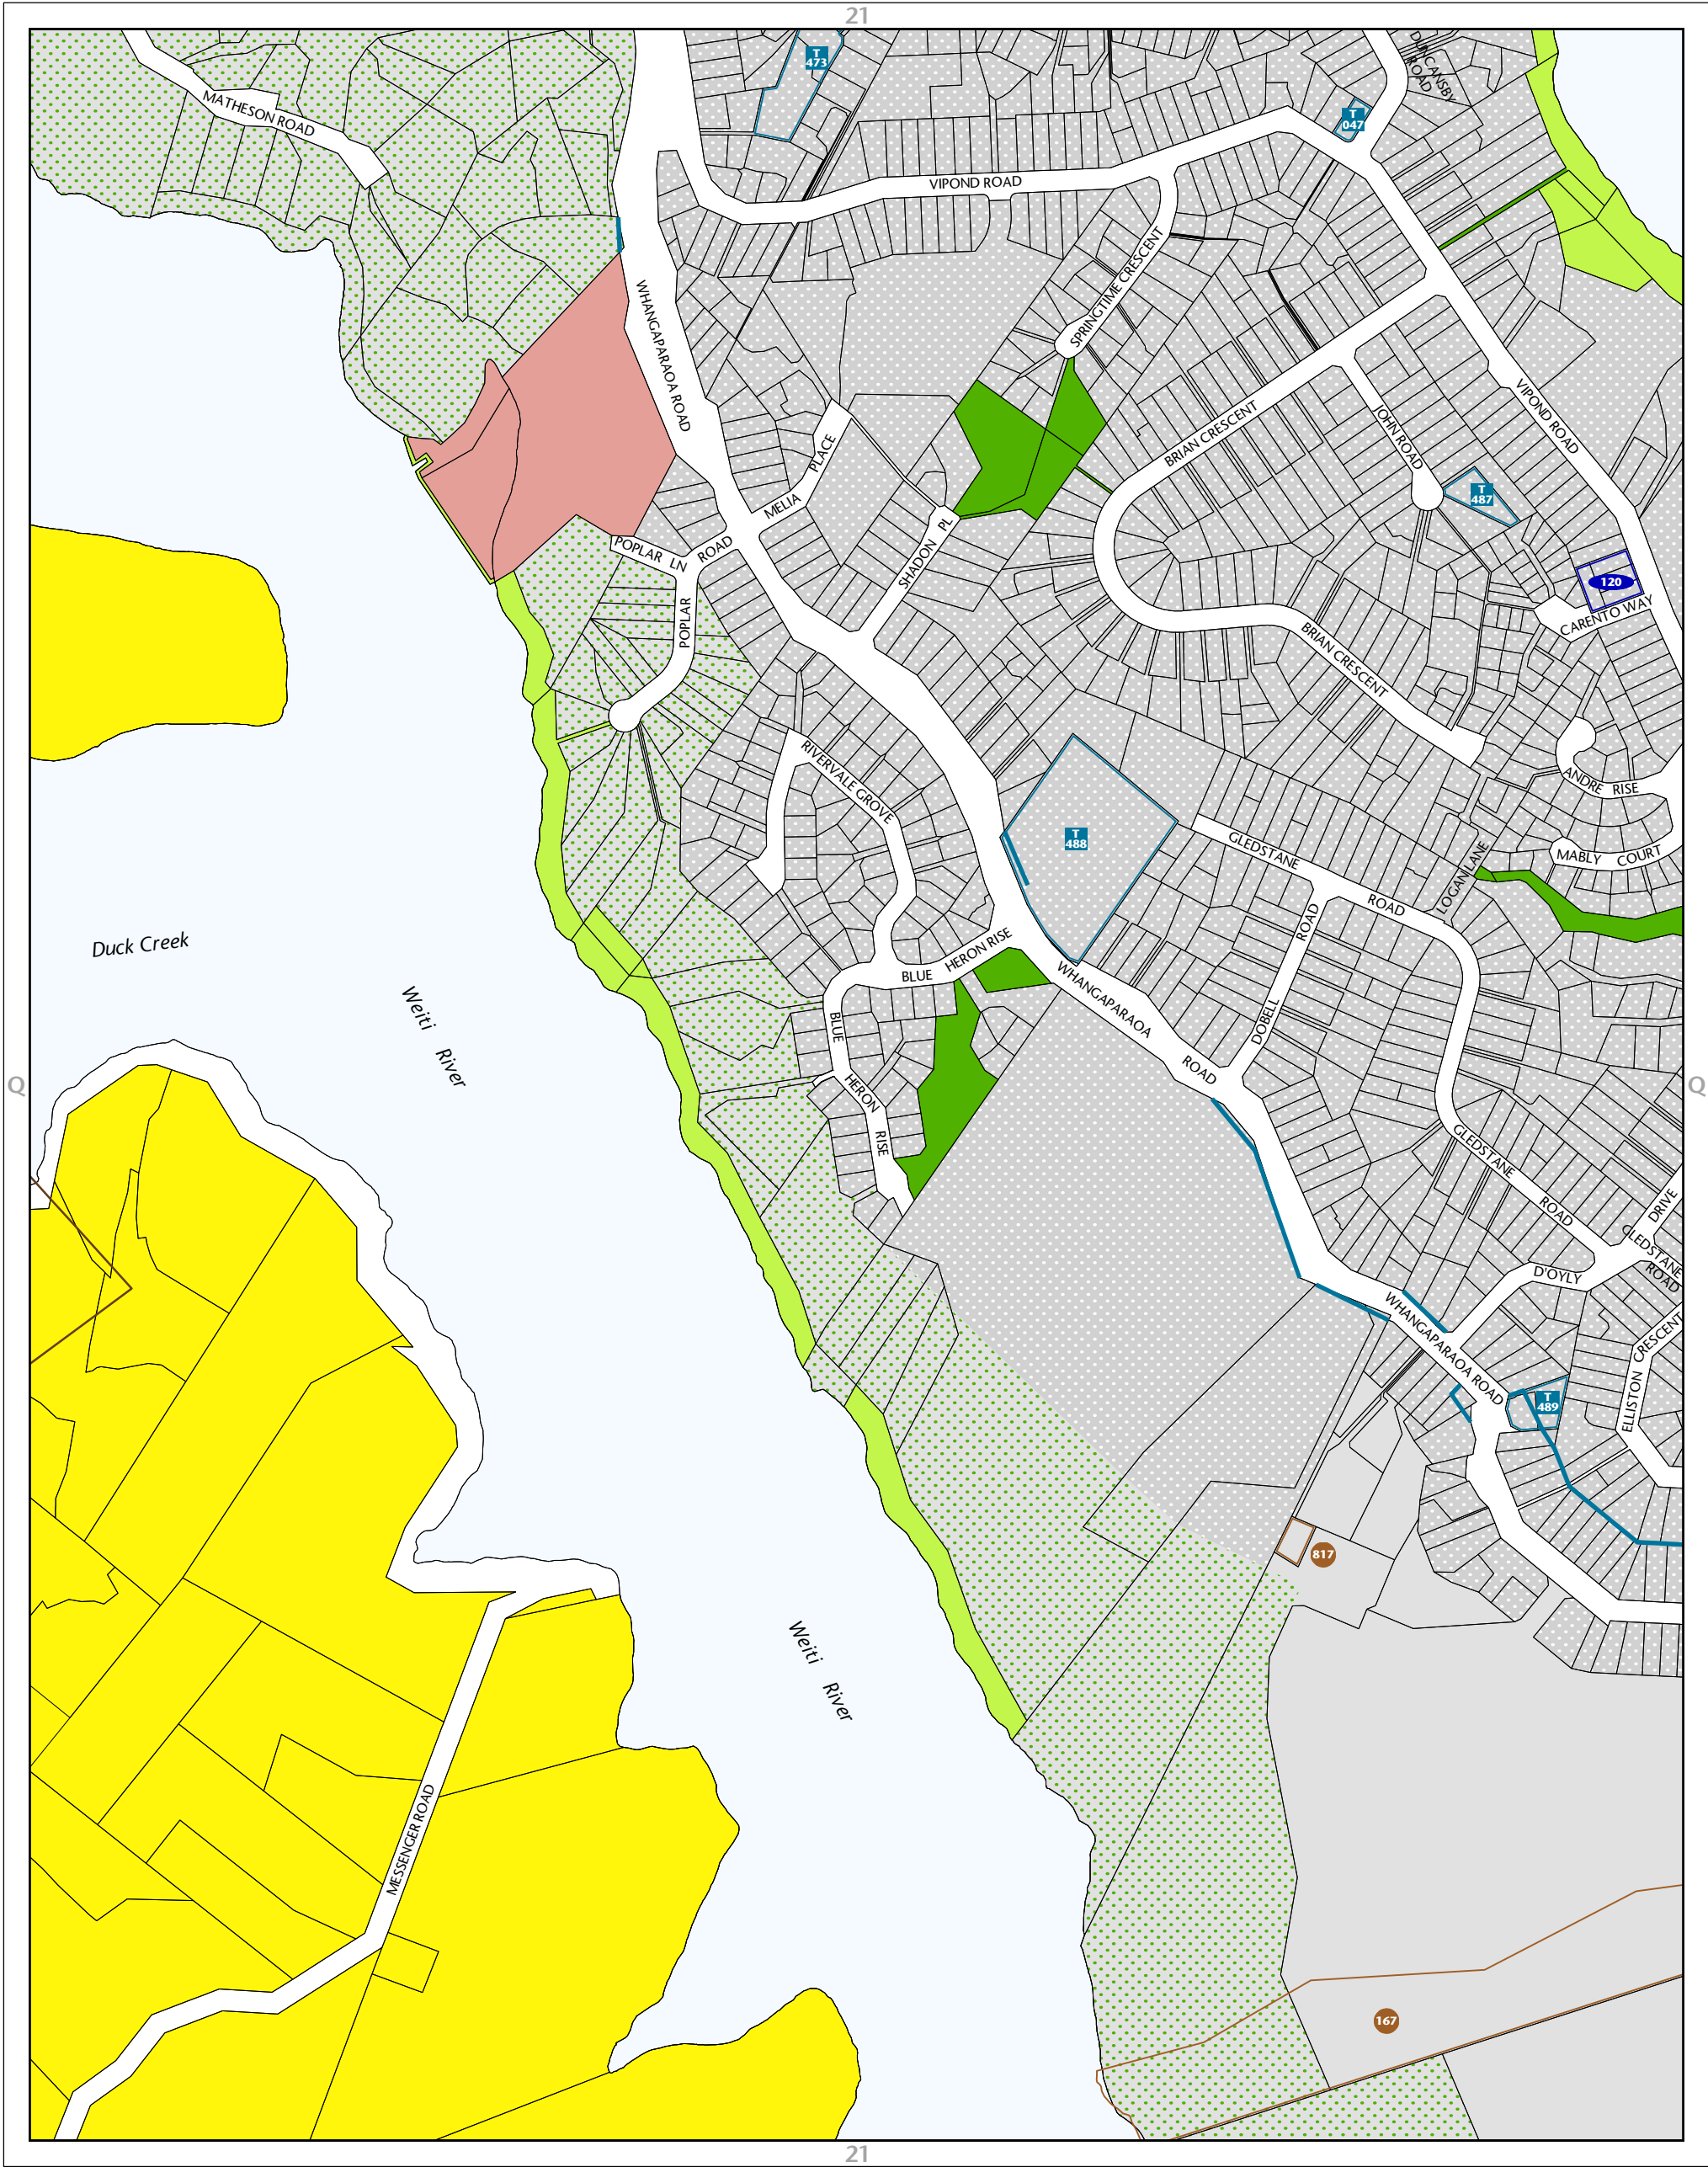 21
T
473
DUNCANSBY
ROAD
T
047
MATHESON ROAD
VIPOND ROAD
SPRINGTIME CRESCENT
WHANGAPARAOA ROAD
VIPOND ROAD
BRIAN CRESCENT
JOHN ROAD
PLACE
MELIA
T
487
POPLAR LN
ROAD
SHADON PL
120
CARENTO WAY
POPLAR
BRIAN CRESCENT
RIVERVALE GROVE
ANDRE RISE
T
488
GLEDSTANE
ROAD
MABLY COURT
LOGAN LANE
Duck Creek
ROAD
HERON RISE
BLUE
WHANGAPARAOA
ROAD
Weiti River
BLUE
HERON
RISE
DOBELL
Q
Q
GLEDSTANE
ROAD
DRIVE
GLEDSTANE
ROAD
D'OYLY
WHANGAPARAOA ROAD
CRESCENT
ELLISTON
T
489
817
Weiti River
MESSENGER ROAD
167
21